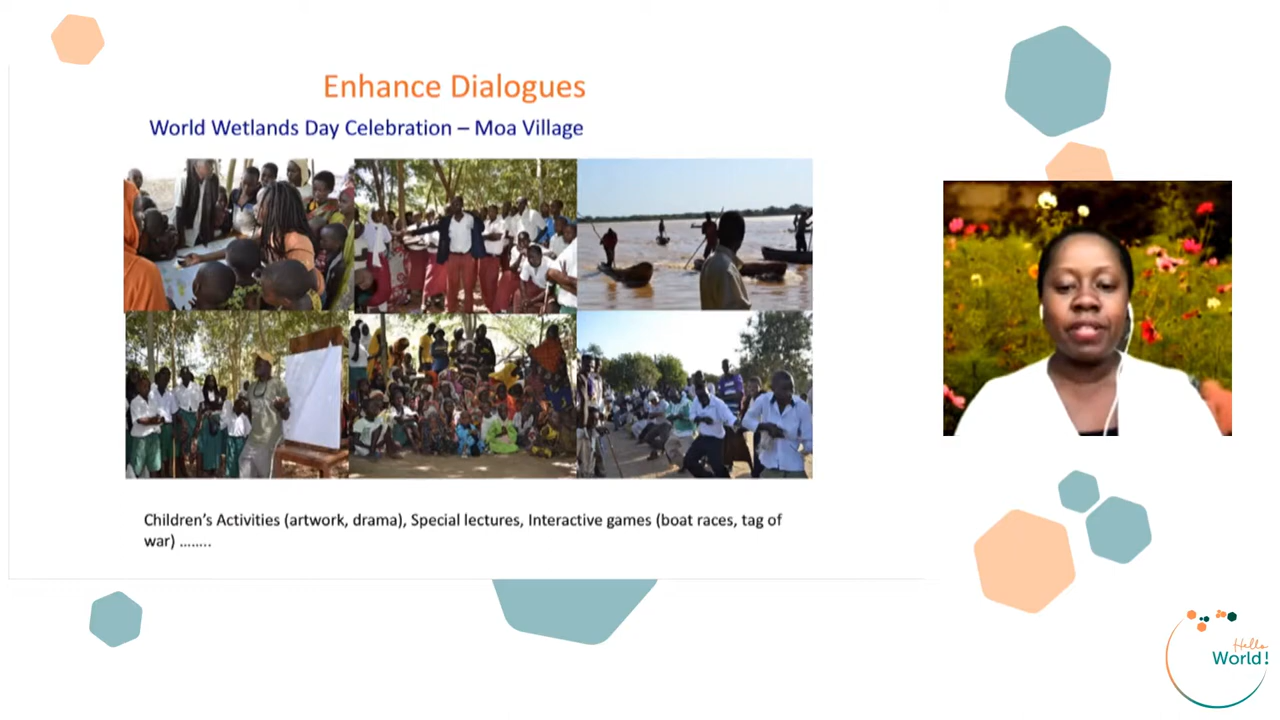 Enhance Dialogues
World Wetlands Day Celebration – Moa Village
Children's Activities (artwork, drama), Special lectures, Interactive games (boat races, tag of
war) ........
Hello
World!